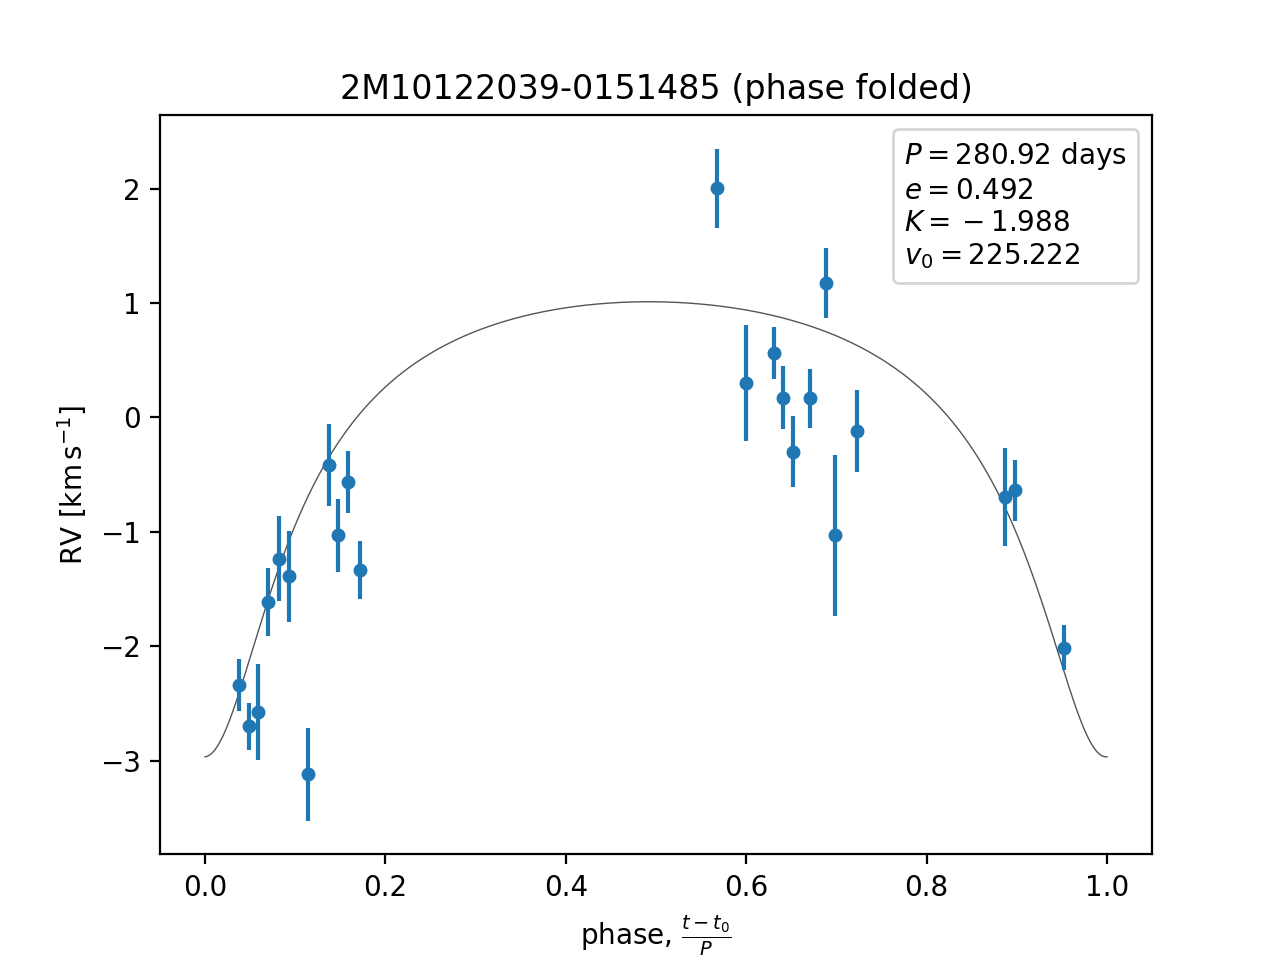 2M10122039-0151485 (phase folded)
P = 280.92 days
e = 0.492
K = −1.988
v₀ = 225.222
2
1
0
−1
−2
−3
RV [km s⁻¹]
0.0 0.2 0.4 0.6 0.8 1.0
phase, (t − t₀)/P